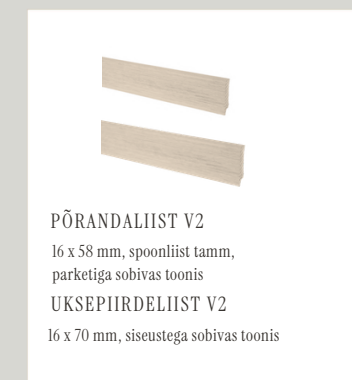 PÕRANDALIIST V2
16 x 58 mm, spoonliist tamm,
parketiga sobivas toonis
UKSEPIIRDELIIST V2
16 x 70 mm, siseustega sobivas toonis